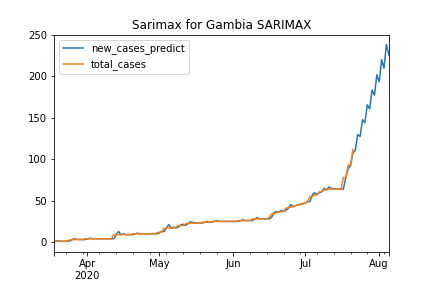 Sarimax for Gambia SARIMAX
new_cases_predict
total_cases
250
200
150
100
50
0
Apr
2020
May
Jun
Jul
Aug